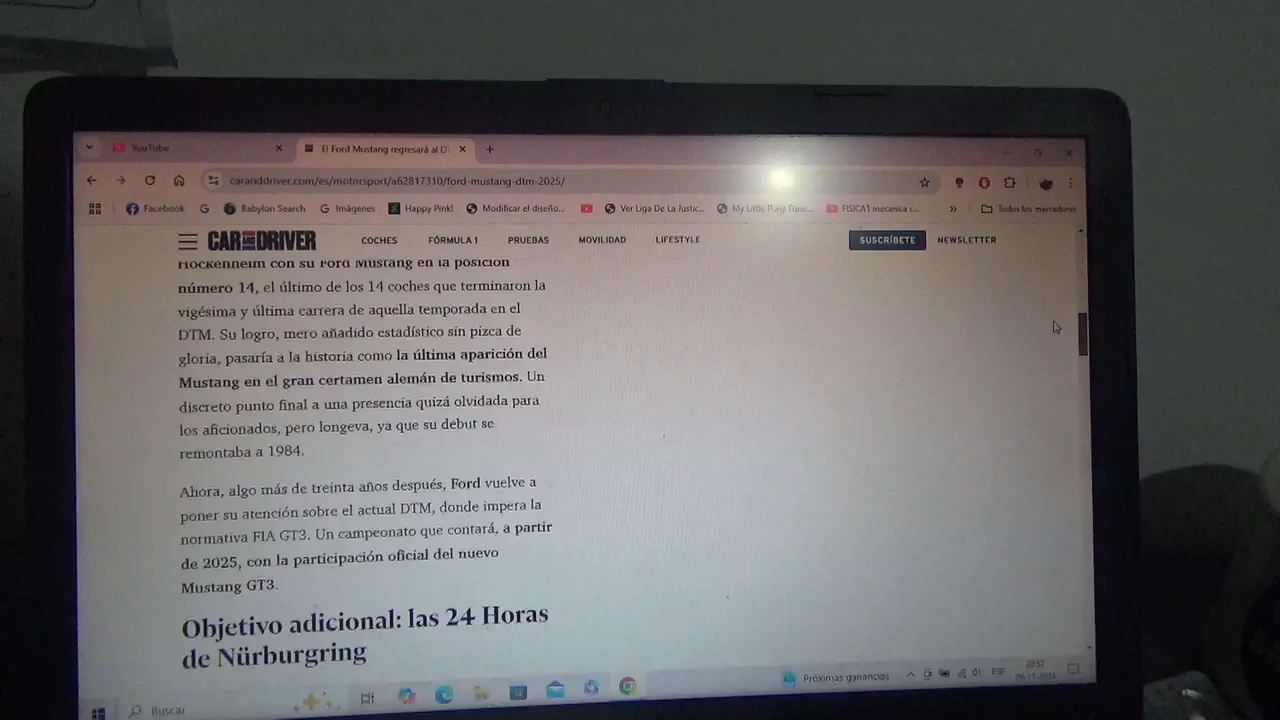 YouTube
El Ford Mustang regresará al DT
caranddriver.com/es/motorsport/a62817310/ford-mustang-dtm-2025/
Facebook
Babylon Search
Imágenes
Happy Pink!
Modificar el diseño...
Ver Liga De La Justic...
My Little Pony Eque...
FISICA1 mecanica c...
Todos los marcadores
CAR AND DRIVER
COCHES
FÓRMULA 1
PRUEBAS
MOVILIDAD
LIFESTYLE
SUSCRÍBETE
NEWSLETTER
Hockenheim con su Ford Mustang en la posición
número 14, el último de los 14 coches que terminaron la
vigésima y última carrera de aquella temporada en el
DTM. Su logro, mero añadido estadístico sin pizca de
gloria, pasaría a la historia como la última aparición del
Mustang en el gran certamen alemán de turismos. Un
discreto punto final a una presencia quizá olvidada para
los aficionados, pero longeva, ya que su debut se
remontaba a 1984.
Ahora, algo más de treinta años después, Ford vuelve a
poner su atención sobre el actual DTM, donde impera la
normativa FIA GT3. Un campeonato que contará, a partir
de 2025, con la participación oficial del nuevo
Mustang GT3.
Objetivo adicional: las 24 Horas
de Nürburgring
Buscar
Próximas ganancias
ESP
20:52